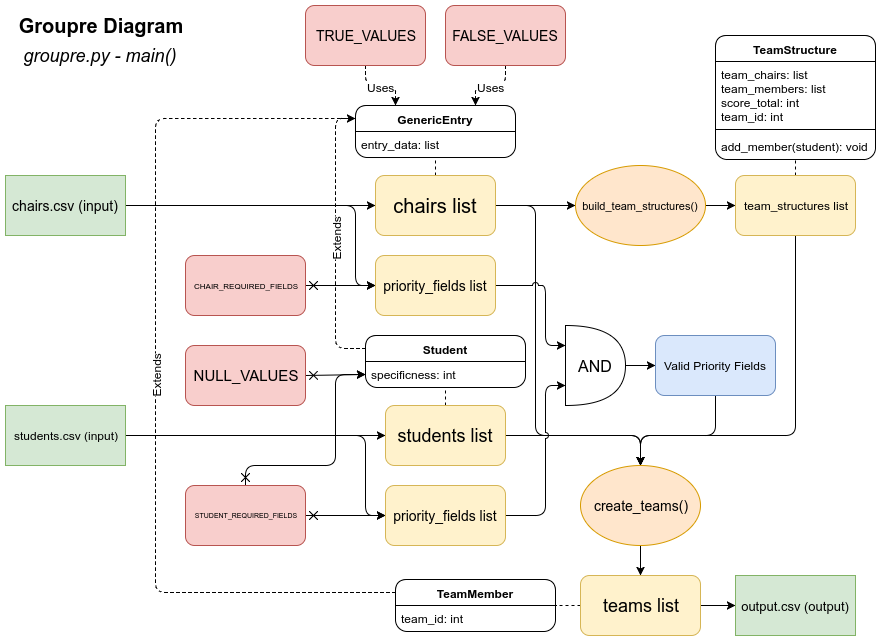 Groupre Diagram
groupre.py - main()
TRUE_VALUES
FALSE_VALUES
Uses
Uses
TeamStructure
team_chairs: list
team_members: list
score_total: int
team_id: int
add_member(student): void
GenericEntry
entry_data: list
chairs.csv (input)
chairs list
build_team_structures()
team_structures list
Extends
CHAIR_REQUIRED_FIELDS
priority_fields list
Student
specificness: int
NULL_VALUES
AND
Valid Priority Fields
Extends
students.csv (input)
students list
STUDENT_REQUIRED_FIELDS
priority_fields list
create_teams()
TeamMember
team_id: int
teams list
output.csv (output)